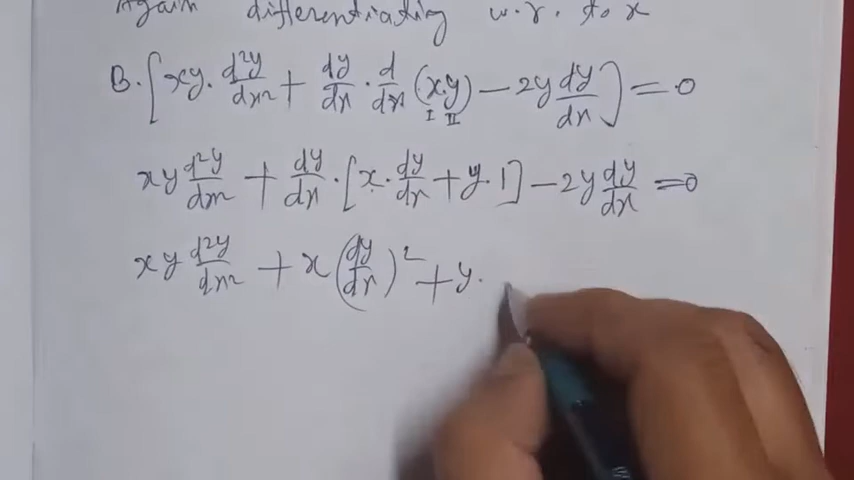 Again differentiating w.r. to x
B.[xy. d²y/dx² + dy/dx . d/dx (x.y) - 2y dy/dx] = 0
I II
xy d²y/dx² + dy/dx . [x. dy/dx + y.1] - 2y dy/dx = 0
xy d²y/dx² + x (dy/dx)² + y.